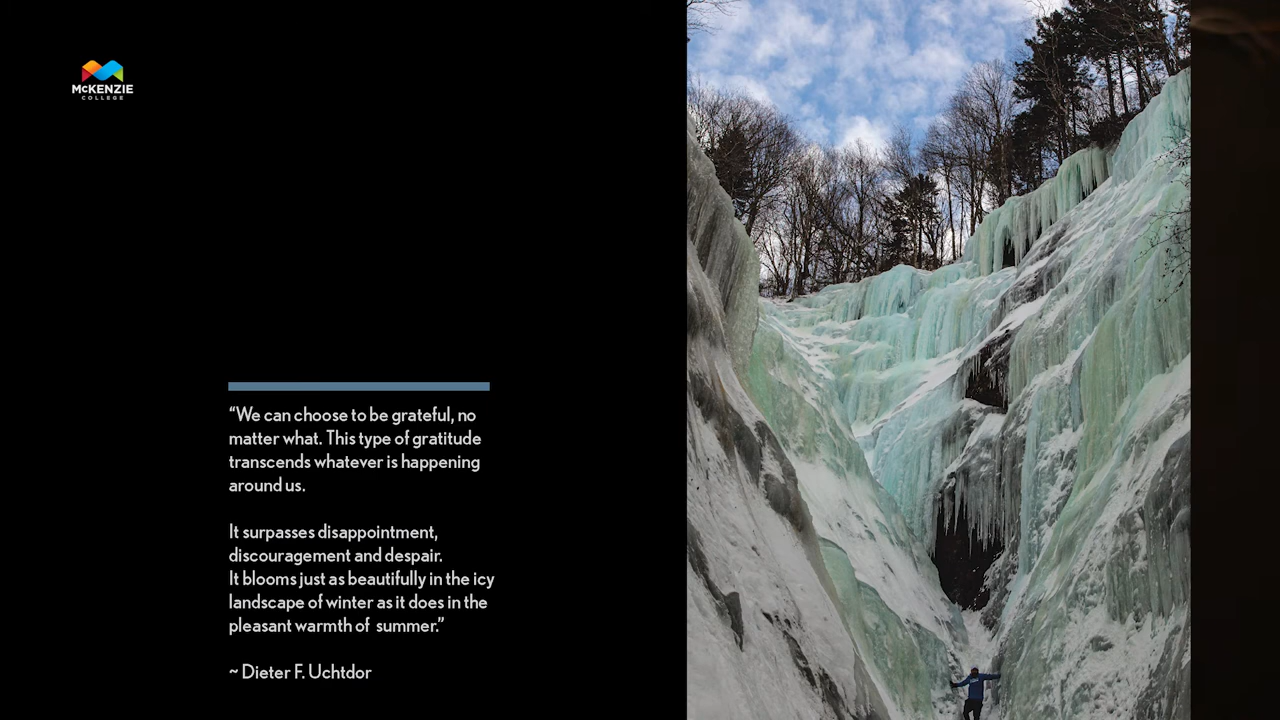 McKENZIE
COLLEGE
“We can choose to be grateful, no
matter what. This type of gratitude
transcends whatever is happening
around us.
It surpasses disappointment,
discouragement and despair.
It blooms just as beautifully in the icy
landscape of winter as it does in the
pleasant warmth of  summer.”
~ Dieter F. Uchtdor